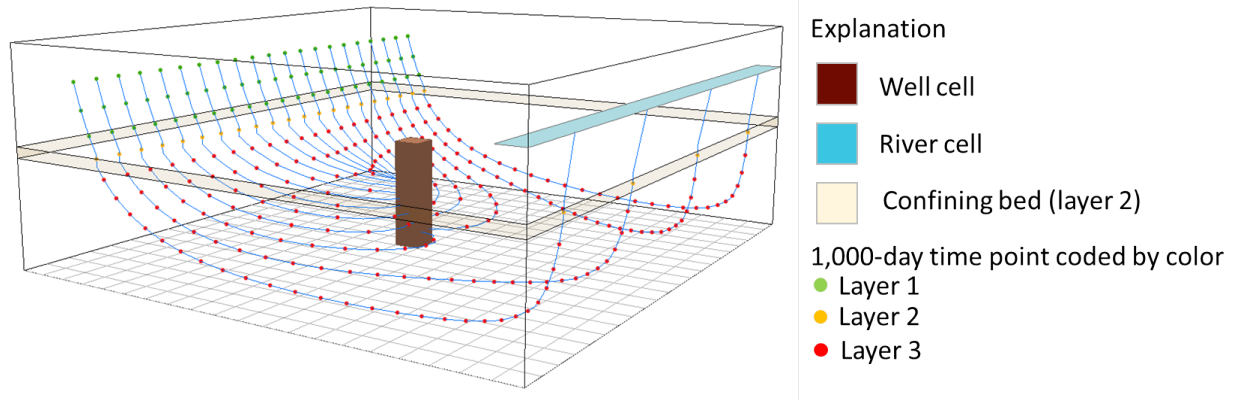 Explanation
Well cell
River cell
Confining bed (layer 2)
1,000-day time point coded by color
Layer 1
Layer 2
Layer 3